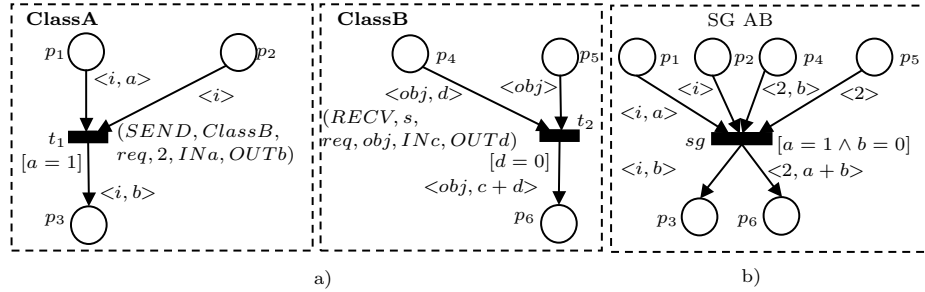 ClassA
p1
p2
<i, a>
<i>
t1
(SEND, ClassB,
req, 2, INa, OUTb)
[a = 1]
<i, b>
p3
ClassB
p4
p5
<obj, d>
<obj>
(RECV, s,
req, obj, INc, OUTd)
t2
[d = 0]
<obj, c + d>
p6
a)
SG AB
p1
p2
p4
p5
<i>
<2, b>
<2>
<i, a>
sg
[a = 1 ∧ b = 0]
<i, b>
<2, a + b>
p3
p6
b)